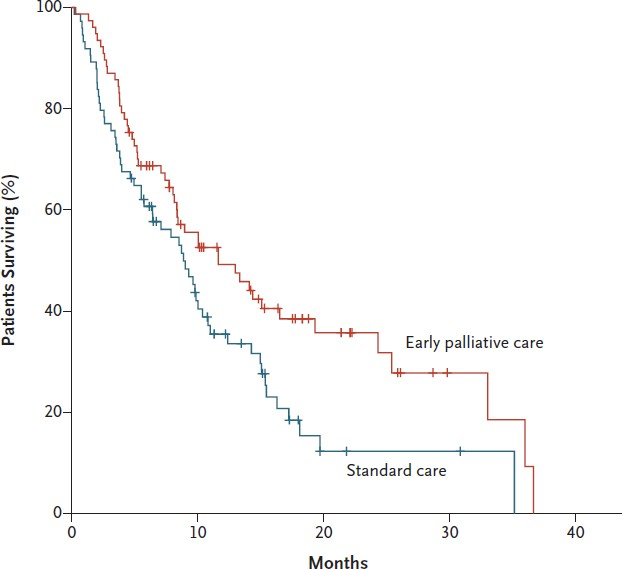 100
80
60
40
20
0
Patients Surviving (%)
Early palliative care
Standard care
0 10 20 30 40
Months